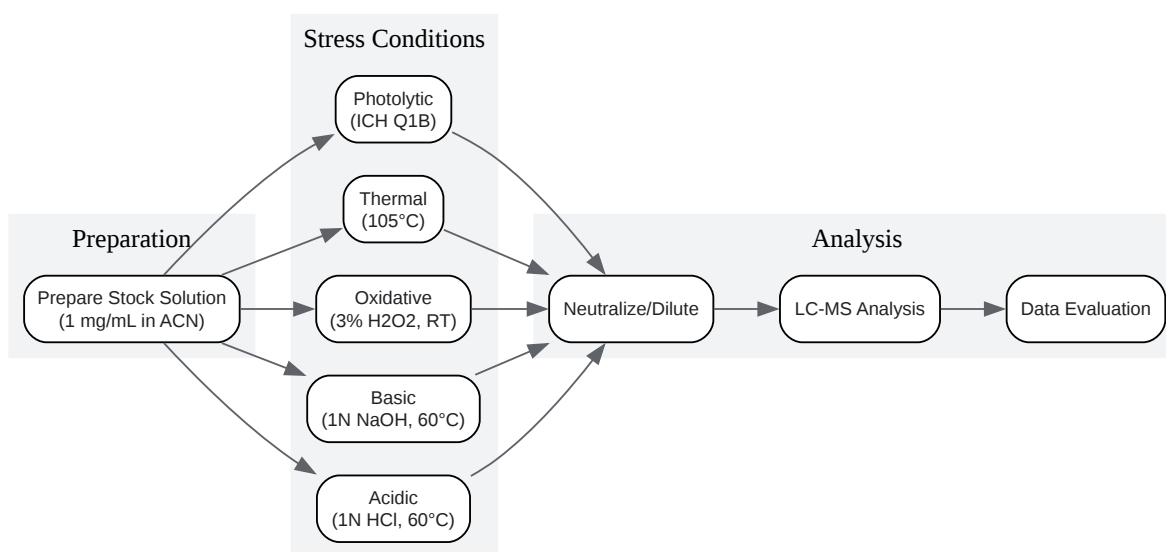 Stress Conditions
Photolytic
(ICH Q1B)
Thermal
(105°C)
Preparation
Analysis
Prepare Stock Solution
(1 mg/mL in ACN)
Oxidative
(3% H2O2, RT)
Neutralize/Dilute
LC-MS Analysis
Data Evaluation
Basic
(1N NaOH, 60°C)
Acidic
(1N HCl, 60°C)